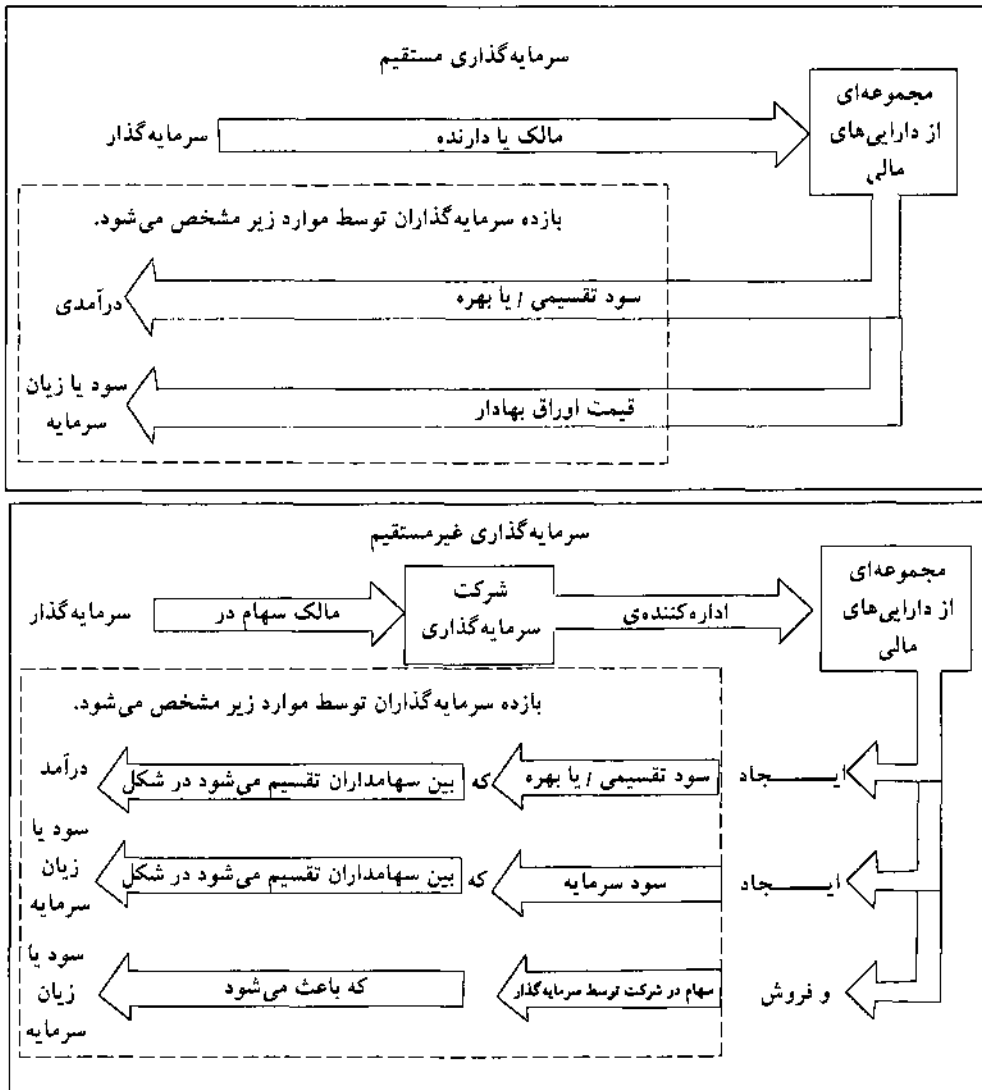 سرمایه‌گذاری مستقیم
مجموعه‌ای
از دارایی‌های
مالی
مالک یا دارنده
سرمایه‌گذار
بازده سرمایه‌گذاران توسط موارد زیر مشخص می‌شود.
سود تقسیمی / یا بهره
درآمدی
قیمت اوراق بهادار
سود یا زیان
سرمایه
سرمایه‌گذاری غیرمستقیم
مجموعه‌ای
از دارایی‌های
مالی
اداره‌کننده‌ی
شرکت
سرمایه‌گذاری
مالک سهام در
سرمایه‌گذار
بازده سرمایه‌گذاران توسط موارد زیر مشخص می‌شود.
ایـــــجاد
سود تقسیمی / یا بهره
که
بین سهامداران تقسیم می‌شود در شکل
درآمد
ایـــــجاد
سود سرمایه
که
بین سهامداران تقسیم می‌شود در شکل
سود یا
زیان
سرمایه
و فروش
سهام در شرکت توسط سرمایه‌گذار
که باعث می‌شود
سود یا
زیان
سرمایه